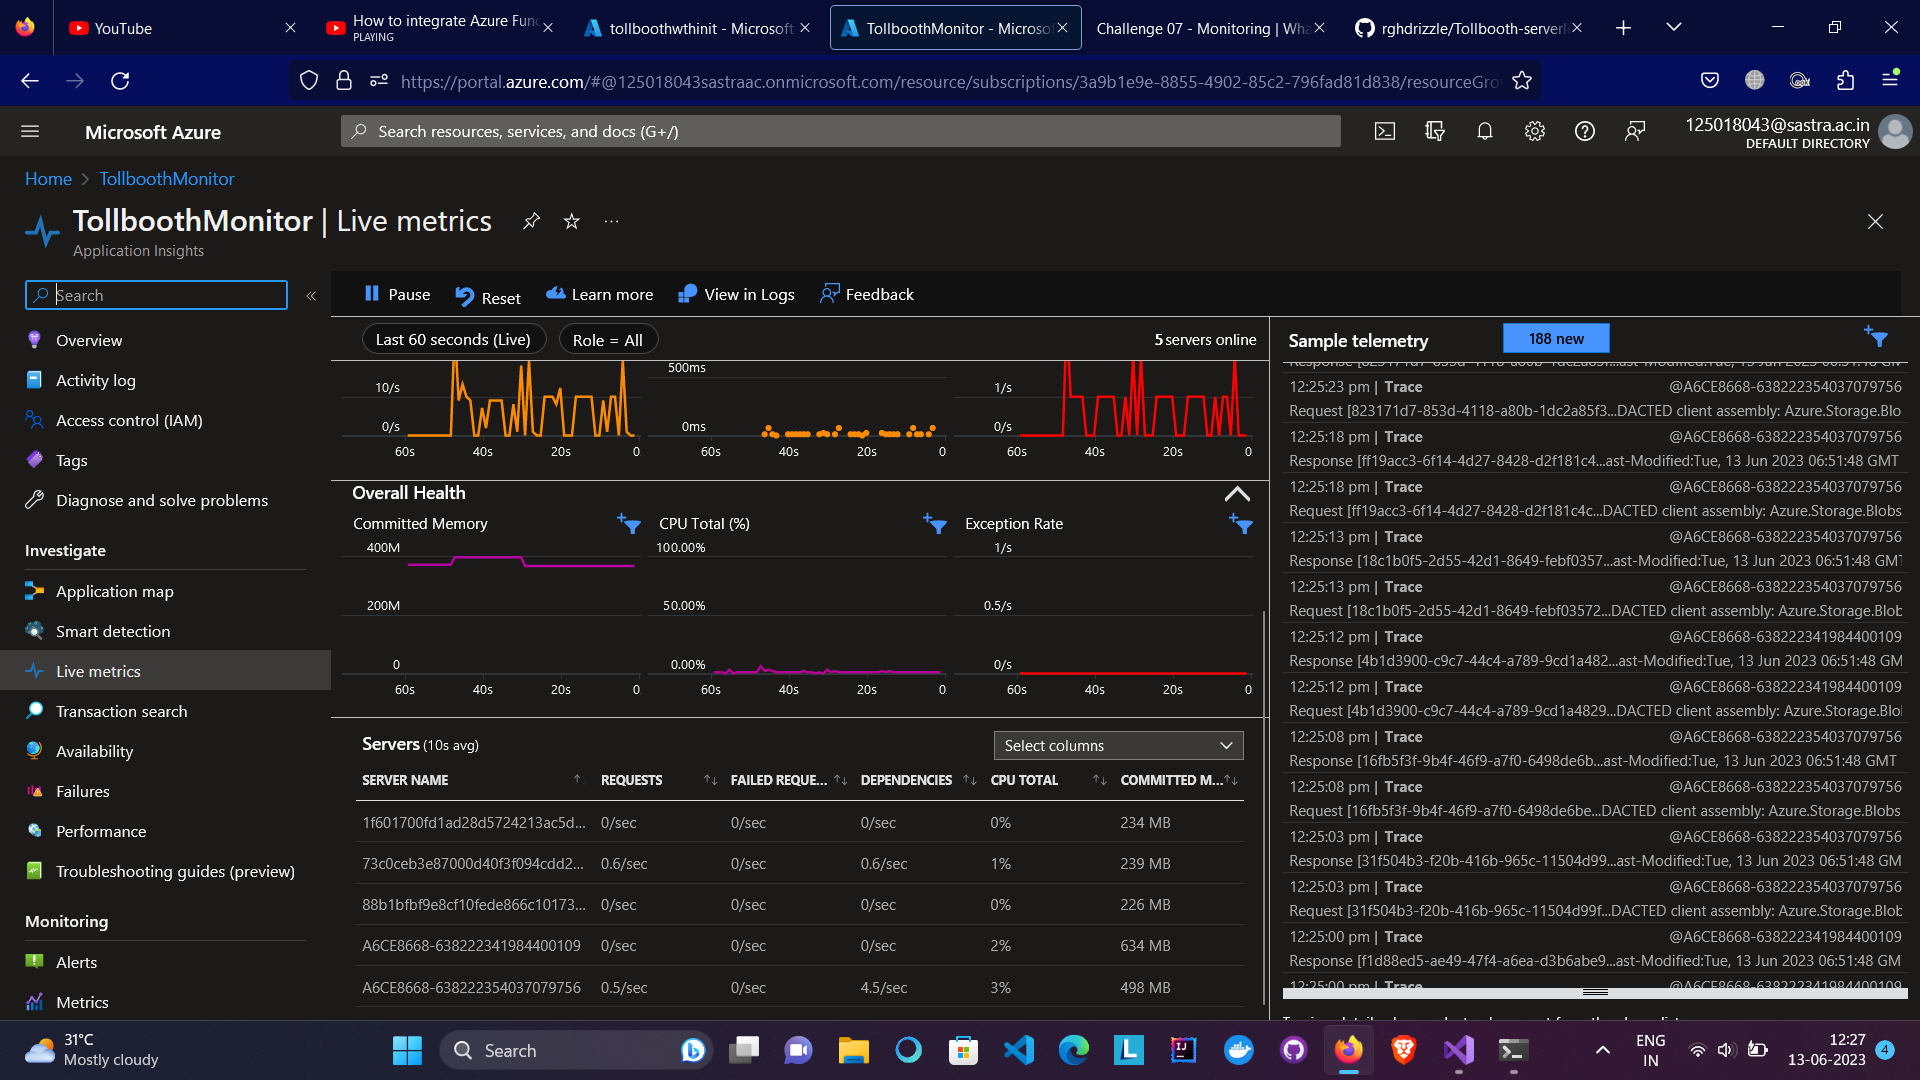 YouTube
How to integrate Azure Func
PLAYING
tollboothwthinit - Microsoft
TollboothMonitor - Microsof
Challenge 07 - Monitoring | Wha
rghdrizzle/Tollbooth-serverl
https://portal.azure.com/#@125018043sastraac.onmicrosoft.com/resource/subscriptions/3a9b1e9e-8855-4902-85c2-796fad81d838/resourceGro
Microsoft Azure
Search resources, services, and docs (G+/)
125018043@sastra.ac.in
DEFAULT DIRECTORY
Home > TollboothMonitor
TollboothMonitor | Live metrics
Application Insights
Search
Overview
Activity log
Access control (IAM)
Tags
Diagnose and solve problems
Investigate
Application map
Smart detection
Live metrics
Transaction search
Availability
Failures
Performance
Troubleshooting guides (preview)
Monitoring
Alerts
Metrics
Pause
Reset
Learn more
View in Logs
Feedback
Last 60 seconds (Live)
Role = All
5 servers online
10/s
0/s
60s 40s 20s 0
500ms
0ms
60s 40s 20s 0
1/s
0/s
60s 40s 20s 0
Overall Health
Committed Memory
400M
200M
0
60s 40s 20s 0
CPU Total (%)
100.00%
50.00%
0.00%
60s 40s 20s 0
Exception Rate
1/s
0.5/s
0/s
60s 40s 20s 0
Servers (10s avg)
Select columns
SERVER NAME REQUESTS FAILED REQUE... DEPENDENCIES CPU TOTAL COMMITTED M...
1f601700fd1ad28d5724213ac5d... 0/sec 0/sec 0/sec 0% 234 MB
73c0ceb3e87000d40f3f094cdd2... 0.6/sec 0/sec 0.6/sec 1% 239 MB
88b1bfbf9e8cf10fede866c10173... 0/sec 0/sec 0/sec 0% 226 MB
A6CE8668-638222341984400109 0/sec 0/sec 0/sec 2% 634 MB
A6CE8668-638222354037079756 0.5/sec 0/sec 4.5/sec 3% 498 MB
Sample telemetry
188 new
12:25:23 pm | Trace @A6CE8668-638222354037079756
Request [823171d7-853d-4118-a80b-1dc2a85f3...DACTED client assembly: Azure.Storage.Blo
12:25:18 pm | Trace @A6CE8668-638222354037079756
Response [ff19acc3-6f14-4d27-8428-d2f181c4...ast-Modified:Tue, 13 Jun 2023 06:51:48 GMT
12:25:18 pm | Trace @A6CE8668-638222354037079756
Request [ff19acc3-6f14-4d27-8428-d2f181c4c...DACTED client assembly: Azure.Storage.Blobs
12:25:13 pm | Trace @A6CE8668-638222354037079756
Response [18c1b0f5-2d55-42d1-8649-febf0357...ast-Modified:Tue, 13 Jun 2023 06:51:48 GMT
12:25:13 pm | Trace @A6CE8668-638222354037079756
Request [18c1b0f5-2d55-42d1-8649-febf03572...DACTED client assembly: Azure.Storage.Blob
12:25:12 pm | Trace @A6CE8668-638222341984400109
Response [4b1d3900-c9c7-44c4-a789-9cd1a482...ast-Modified:Tue, 13 Jun 2023 06:51:48 GM
12:25:12 pm | Trace @A6CE8668-638222341984400109
Request [4b1d3900-c9c7-44c4-a789-9cd1a4829...DACTED client assembly: Azure.Storage.Blo
12:25:08 pm | Trace @A6CE8668-638222354037079756
Response [16fb5f3f-9b4f-46f9-a7f0-6498de6b...ast-Modified:Tue, 13 Jun 2023 06:51:48 GMT
12:25:08 pm | Trace @A6CE8668-638222354037079756
Request [16fb5f3f-9b4f-46f9-a7f0-6498de6be...DACTED client assembly: Azure.Storage.Blobs
12:25:03 pm | Trace @A6CE8668-638222354037079756
Response [31f504b3-f20b-416b-965c-11504d99...ast-Modified:Tue, 13 Jun 2023 06:51:48 GM
12:25:03 pm | Trace @A6CE8668-638222354037079756
Request [31f504b3-f20b-416b-965c-11504d99f...DACTED client assembly: Azure.Storage.Blob
12:25:00 pm | Trace @A6CE8668-638222341984400109
Response [f1d88ed5-ae49-47f4-a6ea-d3b6abe9...ast-Modified:Tue, 13 Jun 2023 06:51:48 GM
12:25:00 pm | Trace @A6CE8668-638222341984400109
31°C
Mostly cloudy
Search
ENG
IN
12:27
13-06-2023
4